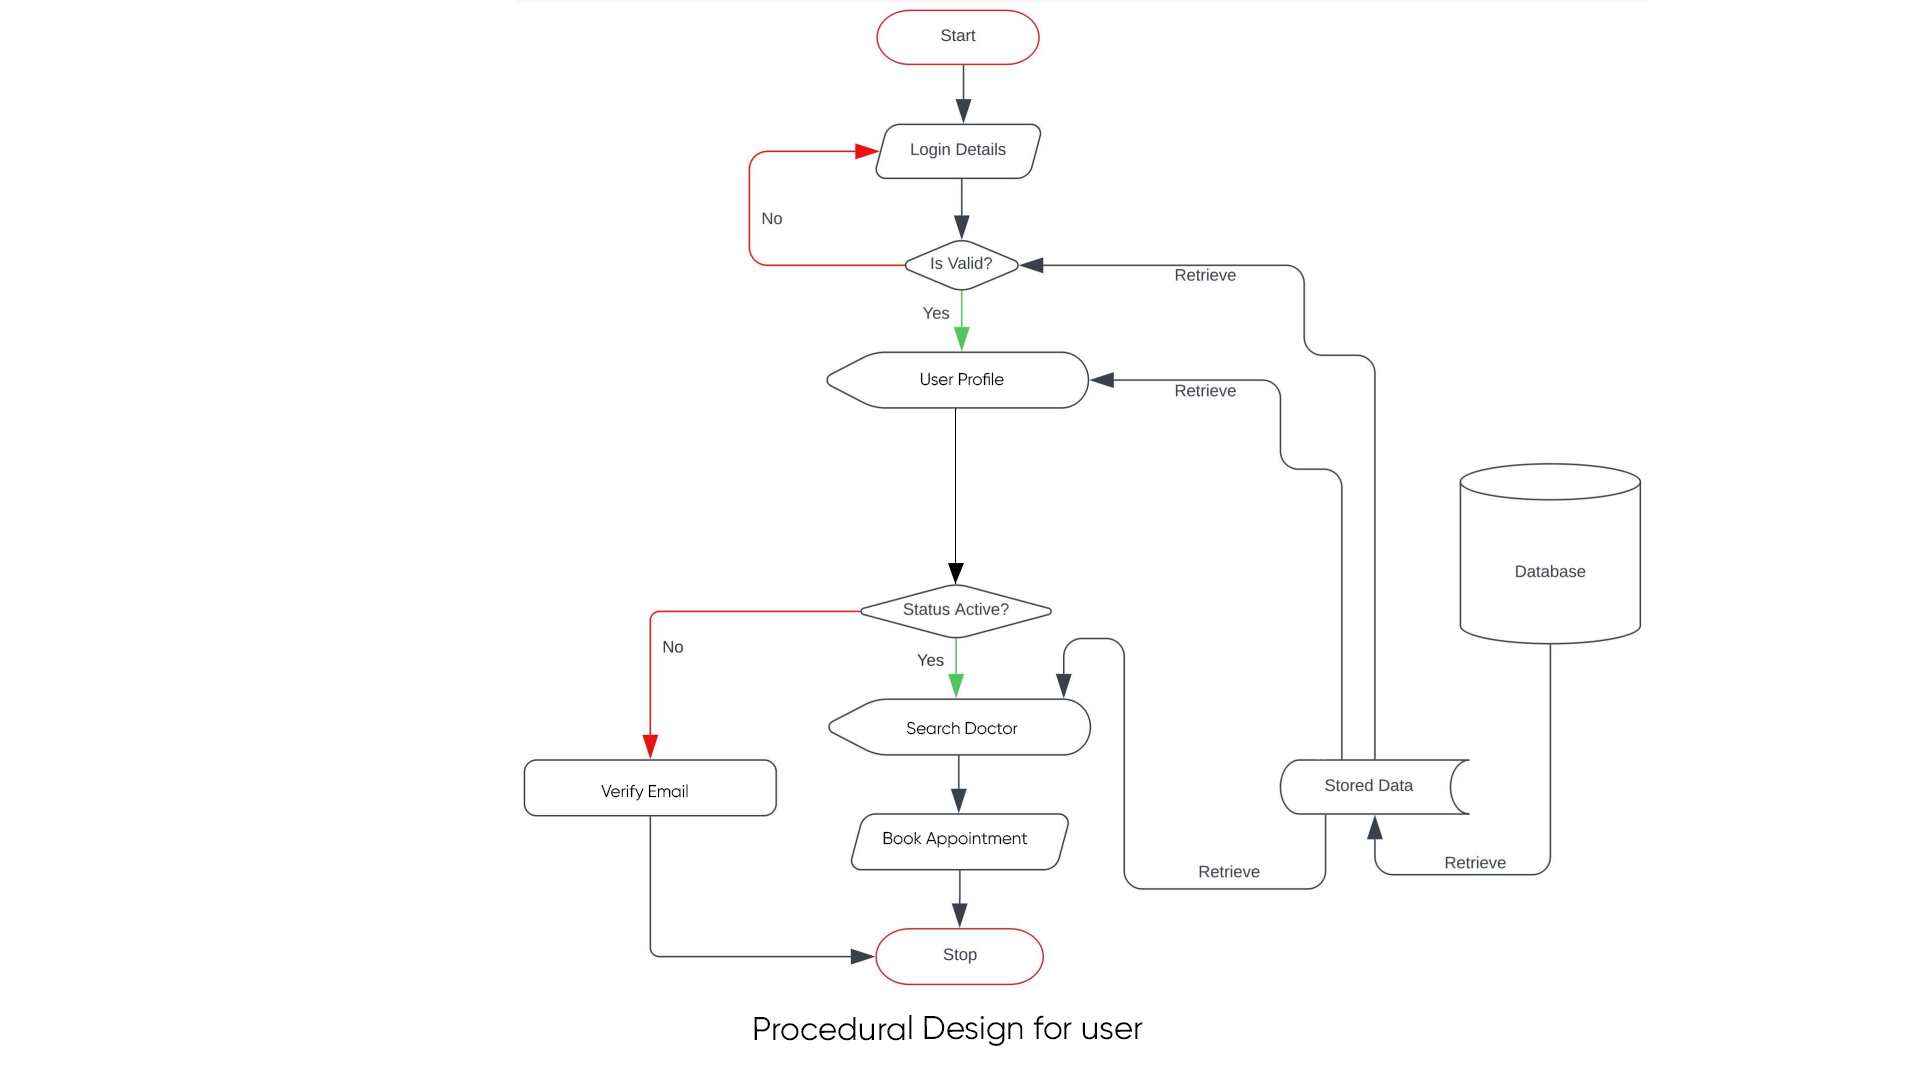 Start
Login Details
No
Is Valid?
Retrieve
Yes
User Profile
Retrieve
Database
Status Active?
No
Yes
Search Doctor
Verify Email
Stored Data
Book Appointment
Retrieve
Retrieve
Stop
Procedural Design for user